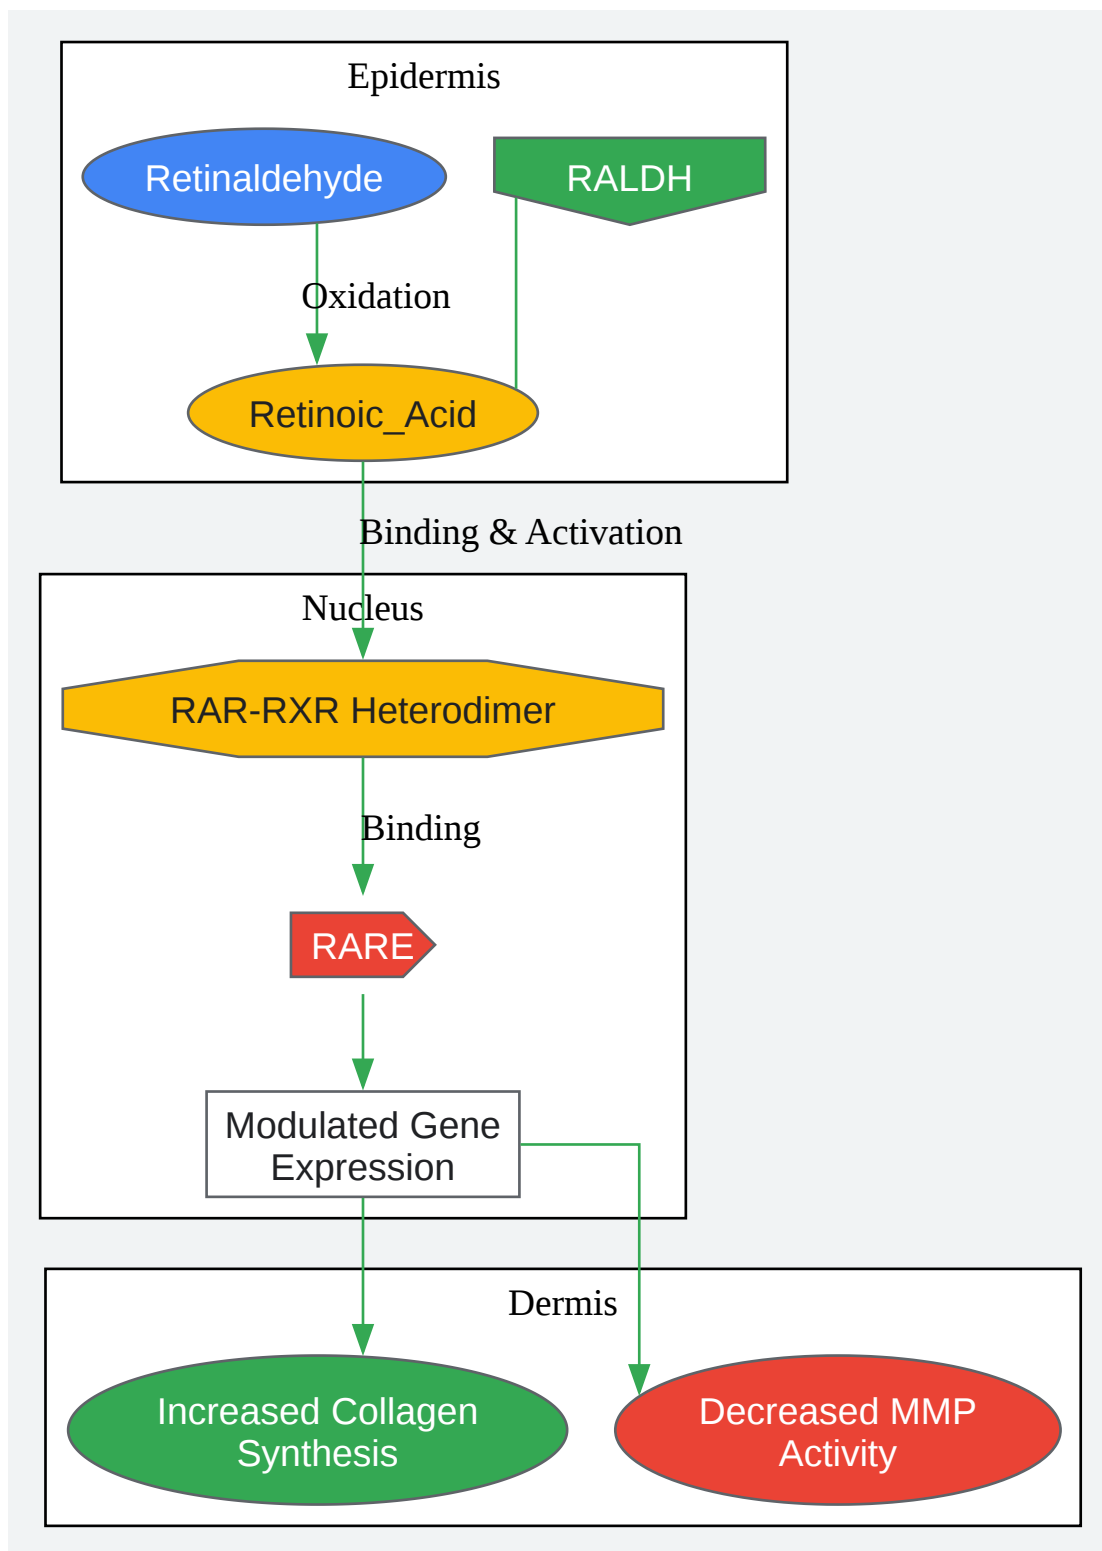 Epidermis
Retinaldehyde
RALDH
Oxidation
Retinoic_Acid
Binding & Activation
Nucleus
RAR-RXR Heterodimer
Binding
RARE
Modulated Gene
Expression
Dermis
Increased Collagen
Synthesis
Decreased MMP
Activity